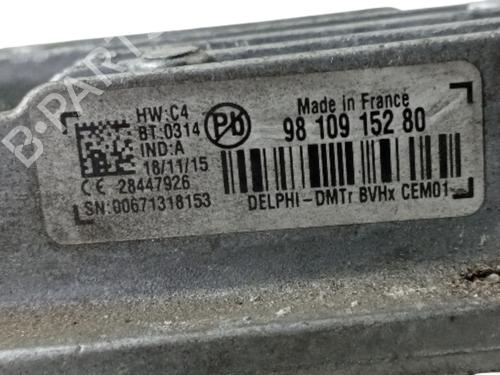 B-PARTS
HW:C4
BT:0314
IND:A
18/11/15
CE 28447926
SN:00671318153
Pb
Made in France
98 109 152 80
DELPHI-DMTr BVHx CEM01